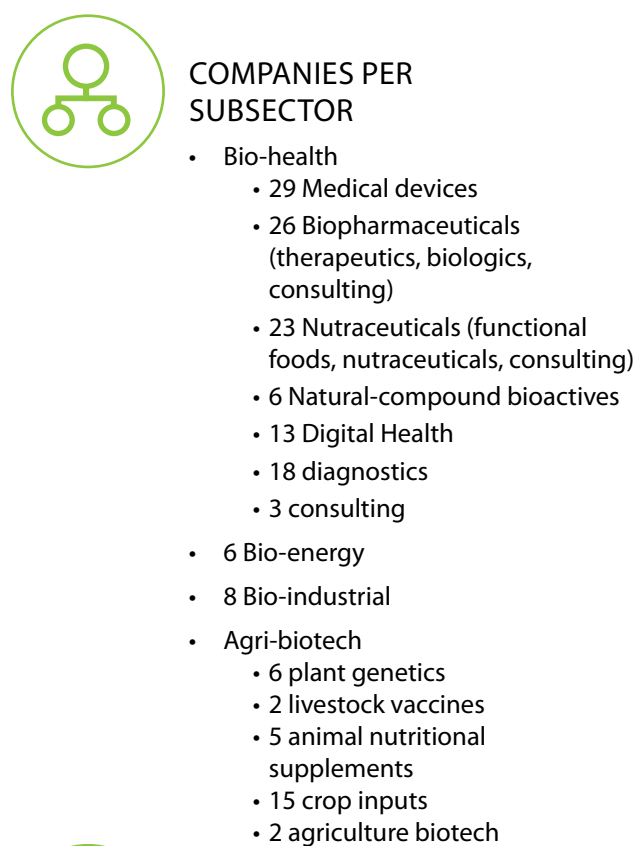 COMPANIES PER
SUBSECTOR
• Bio-health
• 29 Medical devices
• 26 Biopharmaceuticals
(therapeutics, biologics,
consulting)
• 23 Nutraceuticals (functional
foods, nutraceuticals, consulting)
• 6 Natural-compound bioactives
• 13 Digital Health
• 18 diagnostics
• 3 consulting
• 6 Bio-energy
• 8 Bio-industrial
• Agri-biotech
• 6 plant genetics
• 2 livestock vaccines
• 5 animal nutritional
supplements
• 15 crop inputs
• 2 agriculture biotech